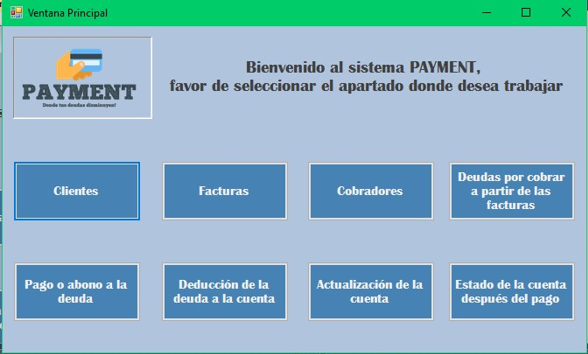 Ventana Principal
PAYMENT
Donde tus deudas disminuyen!
Bienvenido al sistema PAYMENT,
favor de seleccionar el apartado donde desea trabajar
Clientes
Facturas
Cobradores
Deudas por cobrar
a partir de las
facturas
Pago o abono a la
deuda
Deducción de la
deuda a la cuenta
Actualización de la
cuenta
Estado de la cuenta
después del pago